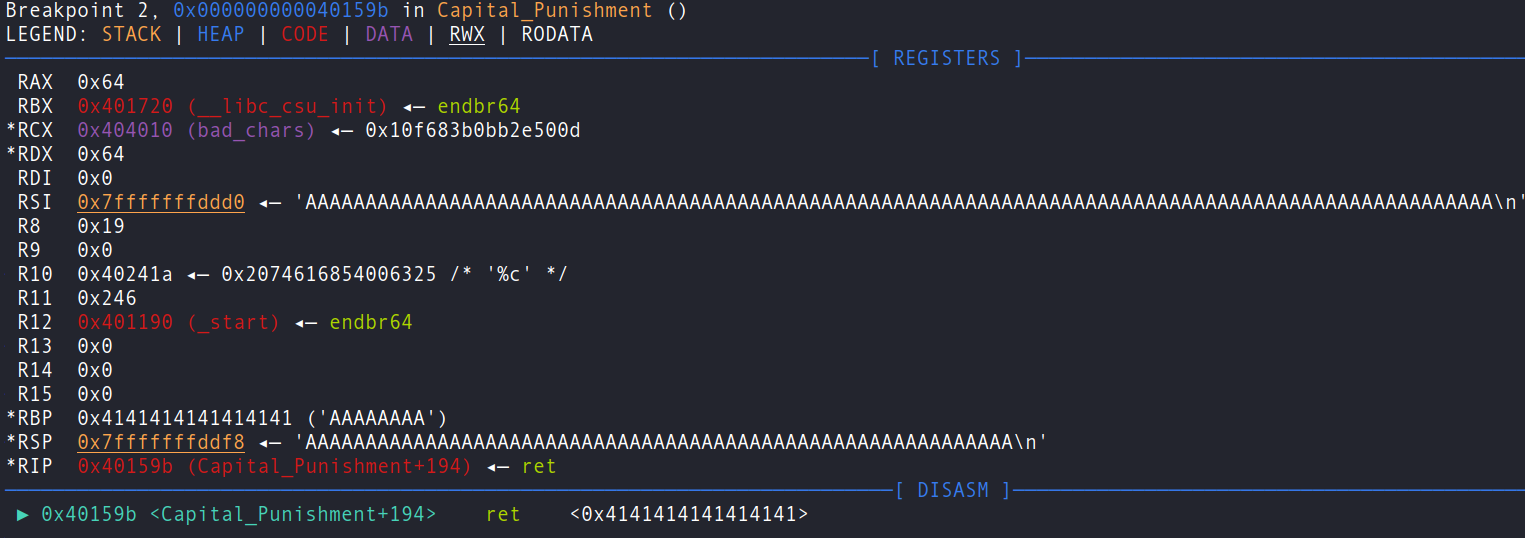 Breakpoint 2, 0x000000000040159b in Capital_Punishment ()
LEGEND: STACK | HEAP | CODE | DATA | RWX | RODATA
[ REGISTERS ]
RAX 0x64
RBX 0x401720 (__libc_csu_init) ◂— endbr64
*RCX 0x404010 (bad_chars) ◂— 0x10f683b0bb2e500d
*RDX 0x64
RDI 0x0
RSI 0x7fffffffddd0 ◂— 'AAAAAAAAAAAAAAAAAAAAAAAAAAAAAAAAAAAAAAAAAAAAAAAAAAAAAAAAAAAAAAAAAAAAAAAAAAAAAAAAAAAAAAAAAAAAAAAAAAA\n'
R8 0x19
R9 0x0
R10 0x40241a ◂— 0x2074616854006325 /* '%c' */
R11 0x246
R12 0x401190 (_start) ◂— endbr64
R13 0x0
R14 0x0
R15 0x0
*RBP 0x4141414141414141 ('AAAAAAAA')
*RSP 0x7fffffffddf8 ◂— 'AAAAAAAAAAAAAAAAAAAAAAAAAAAAAAAAAAAAAAAAAAAAAAAAAAAAAAAAAAA\n'
*RIP 0x40159b (Capital_Punishment+194) ◂— ret
[ DISASM ]
► 0x40159b <Capital_Punishment+194> ret <0x4141414141414141>